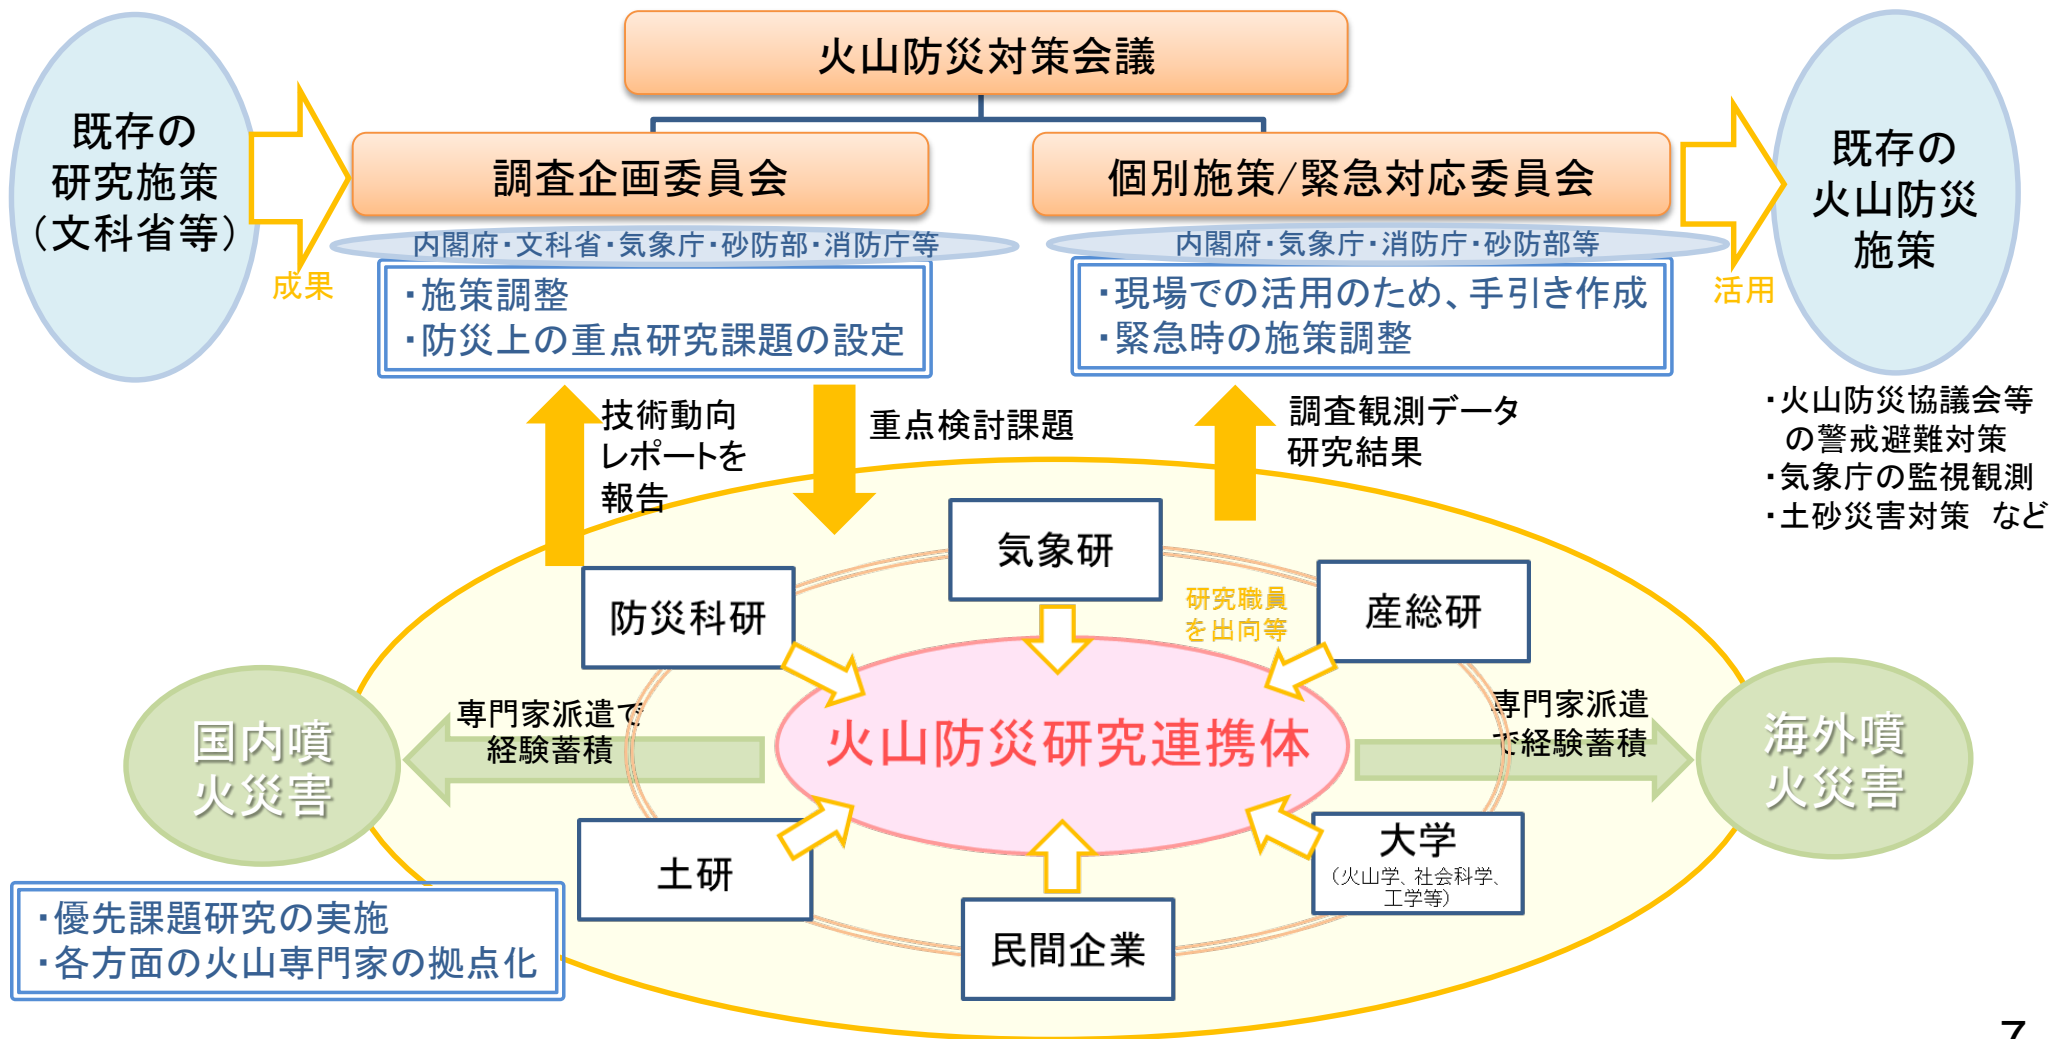 火山防災対策会議
既存の
研究施策
（文科省等）
成果
調査企画委員会
内閣府・文科省・気象庁・砂防部・消防庁等
・施策調整
・防災上の重点研究課題の設定
個別施策/緊急対応委員会
内閣府・気象庁・消防庁・砂防部等
・現場での活用のため、手引き作成
・緊急時の施策調整
活用
既存の
火山防災
施策
・火山防災協議会等
の警戒避難対策
・気象庁の監視観測
・土砂災害対策 など
技術動向
レポートを
報告
重点検討課題
調査観測データ
研究結果
気象研
防災科研
産総研
研究職員
を出向等
専門家派遣で
経験蓄積
火山防災研究連携体
専門家派遣
で経験蓄積
国内噴
火災害
海外噴
火災害
土研
民間企業
大学
（火山学、社会科学、
工学等）
・優先課題研究の実施
・各方面の火山専門家の拠点化
7